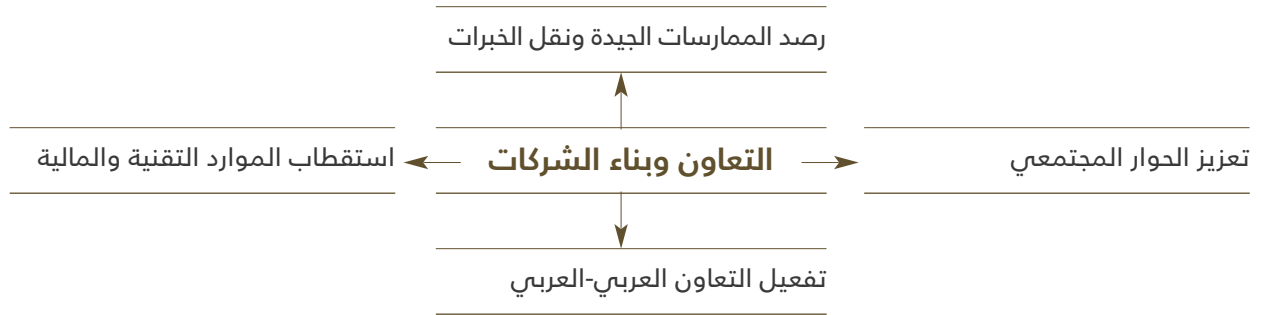 رصد الممارسات الجيدة ونقل الخبرات
تعزيز الحوار المجتمعي
التعاون وبناء الشركات
استقطاب الموارد التقنية والمالية
تفعيل التعاون العربي-العربي